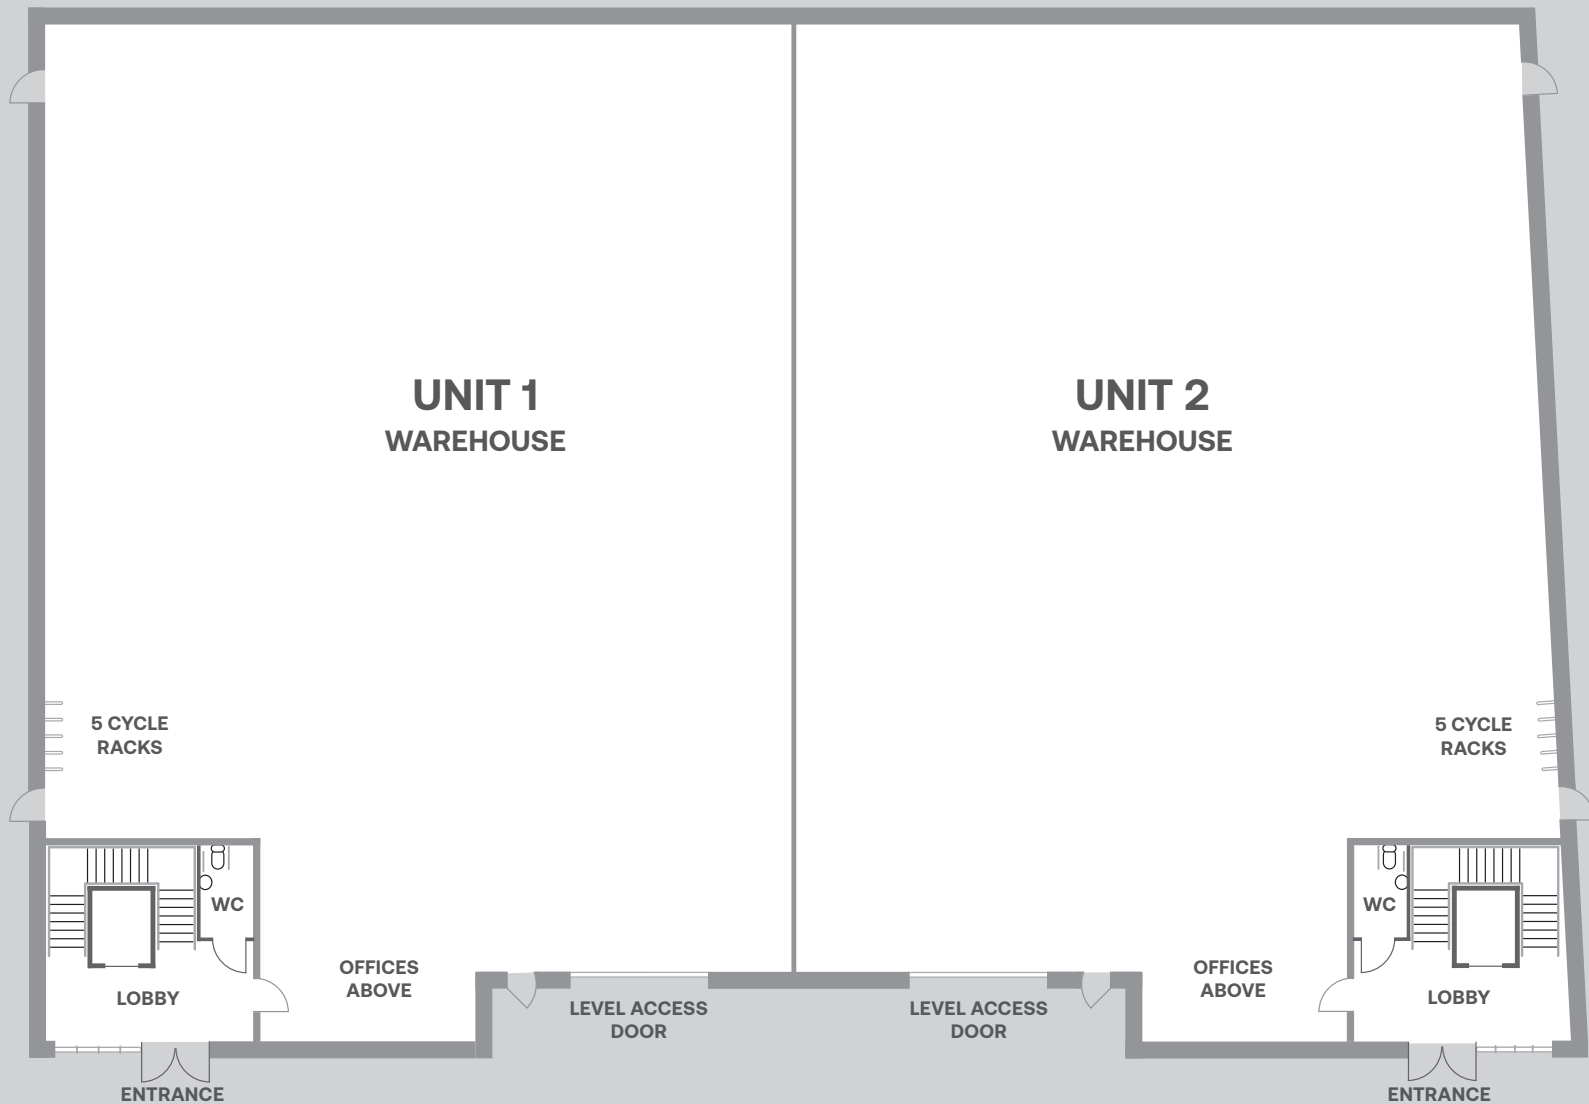 UNIT 1
WAREHOUSE
UNIT 2
WAREHOUSE
5 CYCLE
RACKS
5 CYCLE
RACKS
WC
WC
OFFICES
ABOVE
OFFICES
ABOVE
LOBBY
LOBBY
LEVEL ACCESS
DOOR
LEVEL ACCESS
DOOR
ENTRANCE
ENTRANCE